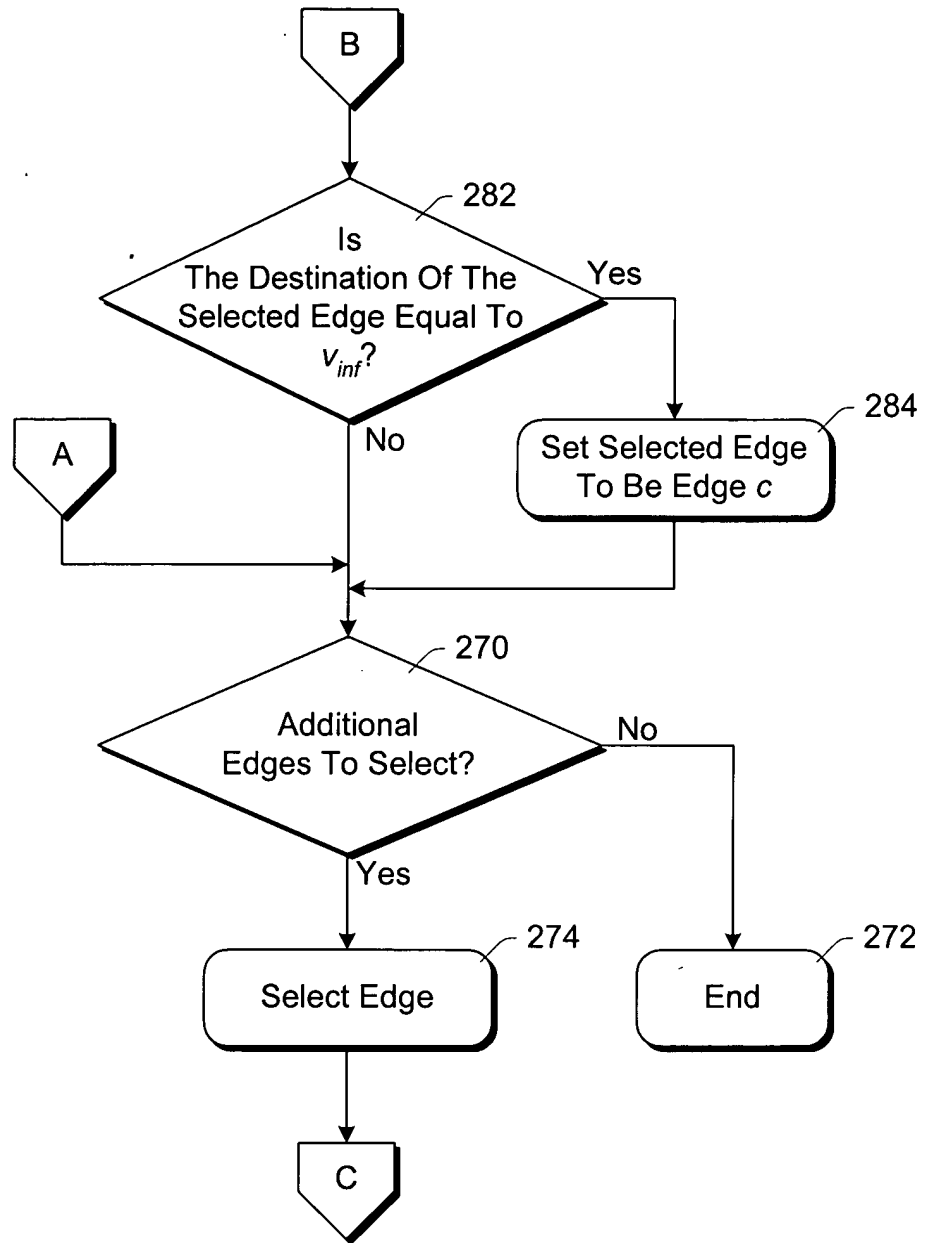 B
282
Is
The Destination Of The
Selected Edge Equal To
v_inf?
Yes
No
A
284
Set Selected Edge
To Be Edge c
270
Additional
Edges To Select?
No
Yes
274
Select Edge
272
End
C